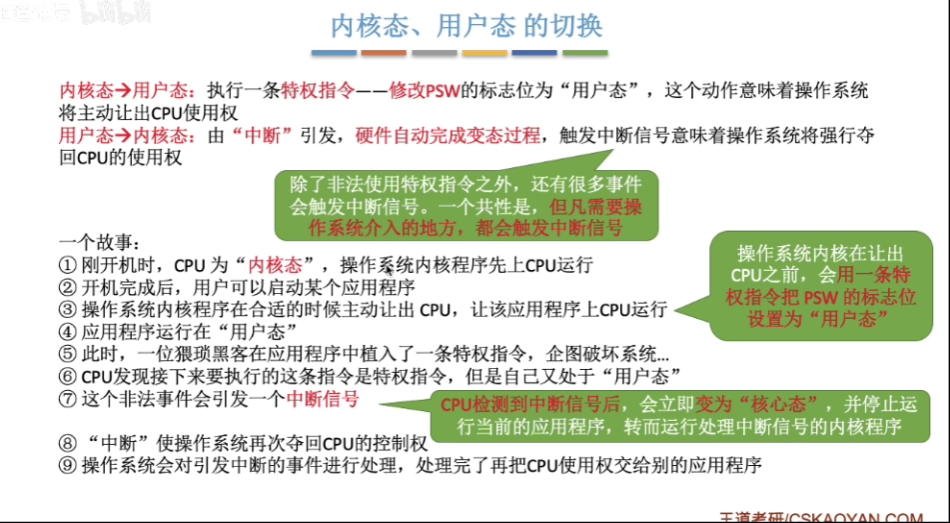 内核态、用户态 的切换
内核态→用户态：执行一条特权指令——修改PSW的标志位为“用户态”，这个动作意味着操作系统
将主动让出CPU使用权
用户态→内核态：由“中断”引发，硬件自动完成变态过程，触发中断信号意味着操作系统将强行夺
回CPU的使用权
除了非法使用特权指令之外，还有很多事件
会触发中断信号。一个共性是，但凡需要操
作系统介入的地方，都会触发中断信号
一个故事：
① 刚开机时，CPU 为“内核态”，操作系统内核程序先上CPU运行
② 开机完成后，用户可以启动某个应用程序
③ 操作系统内核程序在合适的时候主动让出 CPU，让该应用程序上CPU运行
操作系统内核在让出
CPU之前，会用一条特
权指令把 PSW 的标志位
设置为“用户态”
④ 应用程序运行在“用户态”
⑤ 此时，一位猥琐黑客在应用程序中植入了一条特权指令，企图破坏系统...
⑥ CPU发现接下来要执行的这条指令是特权指令，但是自己又处于“用户态”
⑦ 这个非法事件会引发一个中断信号
CPU检测到中断信号后，会立即变为“核心态”，并停止运
行当前的应用程序，转而运行处理中断信号的内核程序
⑧ “中断”使操作系统再次夺回CPU的控制权
⑨ 操作系统会对引发中断的事件进行处理，处理完了再把CPU使用权交给别的应用程序
王道考研/CSKAOYAN.COM